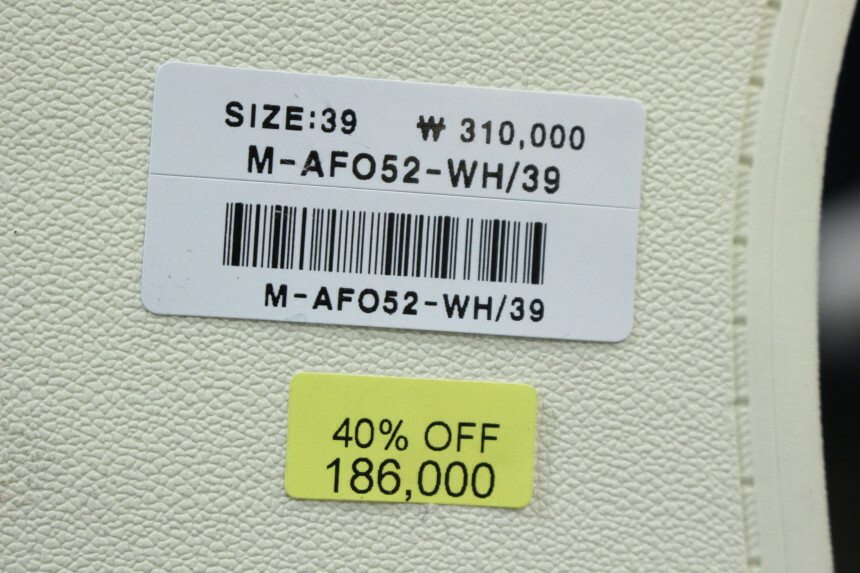 SIZE:39 ₩ 310,000
M-AFO52-WH/39
M-AFO52-WH/39
40% OFF
186,000